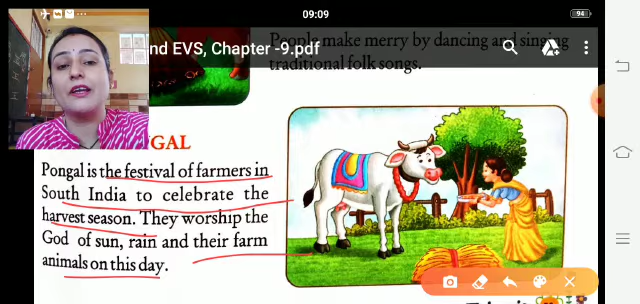 09:09
94
nd EVS, Chapter -9.pdf
People make merry by dancing and singing
traditional folk songs.
GAL
Pongal is the festival of farmers in
South India to celebrate the
harvest season. They worship the
God of sun, rain and their farm
animals on this day.